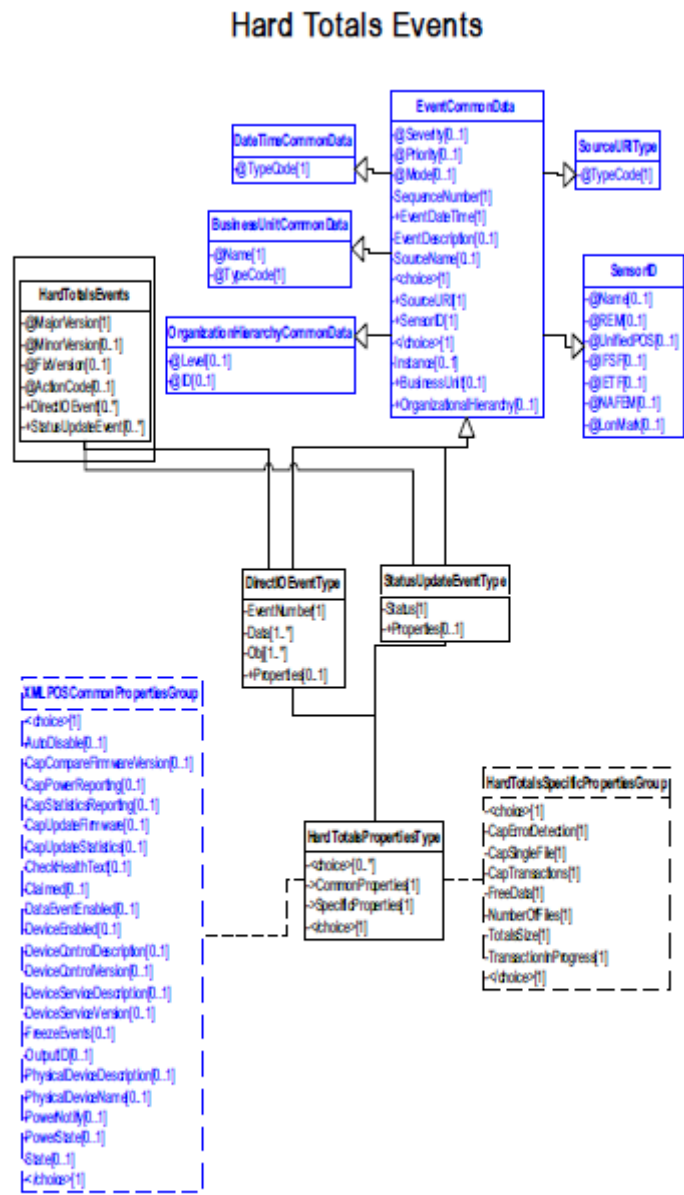 Hard Totals Events
EventCommonData
-@Severity[0..1]
-@Priority[0..1]
-@Mode[0..1]
-SequenceNumber[1]
-+EventDateTime[1]
-EventDescription[0..1]
-SourceName[0..1]
-<choice>[1]
-+SourceURI[1]
-+SensorID[1]
-</choice>[1]
-Instance[0..1]
-+BusinessUnit[0..1]
-+OrganizationalHierarchy[0..1]
DateTimeCommonData
-@TypeCode[1]
SourceURIType
-@TypeCode[1]
BusinessUnitCommonData
-@Name[1]
-@TypeCode[1]
SensorID
-@Name[0..1]
-@REM[0..1]
-@UnifiedPOS[0..1]
-@IFSF[0..1]
-@ETF[0..1]
-@NAFEM[0..1]
-@LonMark[0..1]
HardTotalsEvents
-@MajorVersion[1]
-@MinorVersion[0..1]
-@FixVersion[0..1]
-@ActionCode[0..1]
-+DirectIOEvent[0..*]
-+StatusUpdateEvent[0..*]
OrganizationHierarchyCommonData
-@Level[0..1]
-@ID[0..1]
DirectIOEventType
-EventNumber[1]
-Data[1..*]
-Obj[1..*]
-+Properties[0..1]
StatusUpdateEventType
-Status[1]
-+Properties[0..1]
XMLPOSCommonPropertiesGroup
-<choice>[1]
-AutoDisable[0..1]
-CapCompareFirmwareVersion[0..1]
-CapPowerReporting[0..1]
-CapStatisticsReporting[0..1]
-CapUpdateFirmware[0..1]
-CapUpdateStatistics[0..1]
-CheckHealthText[0..1]
-Claimed[0..1]
-DataEventEnabled[0..1]
-DeviceEnabled[0..1]
-DeviceControlDescription[0..1]
-DeviceControlVersion[0..1]
-DeviceServiceDescription[0..1]
-DeviceServiceVersion[0..1]
-FreezeEvents[0..1]
-OutputID[0..1]
-PhysicalDeviceDescription[0..1]
-PhysicalDeviceName[0..1]
-PowerNotify[0..1]
-PowerState[0..1]
-State[0..1]
-</choice>[1]
HardTotalsPropertiesType
-<choice>[0..*]
->CommonProperties[1]
->SpecificProperties[1]
-</choice>[1]
HardTotalsSpecificPropertiesGroup
-<choice>[1]
-CapErrorDetection[1]
-CapSingleFile[1]
-CapTransactions[1]
-FreeData[1]
-NumberOfFiles[1]
-TotalsSize[1]
-TransactionInProgress[1]
-</choice>[1]